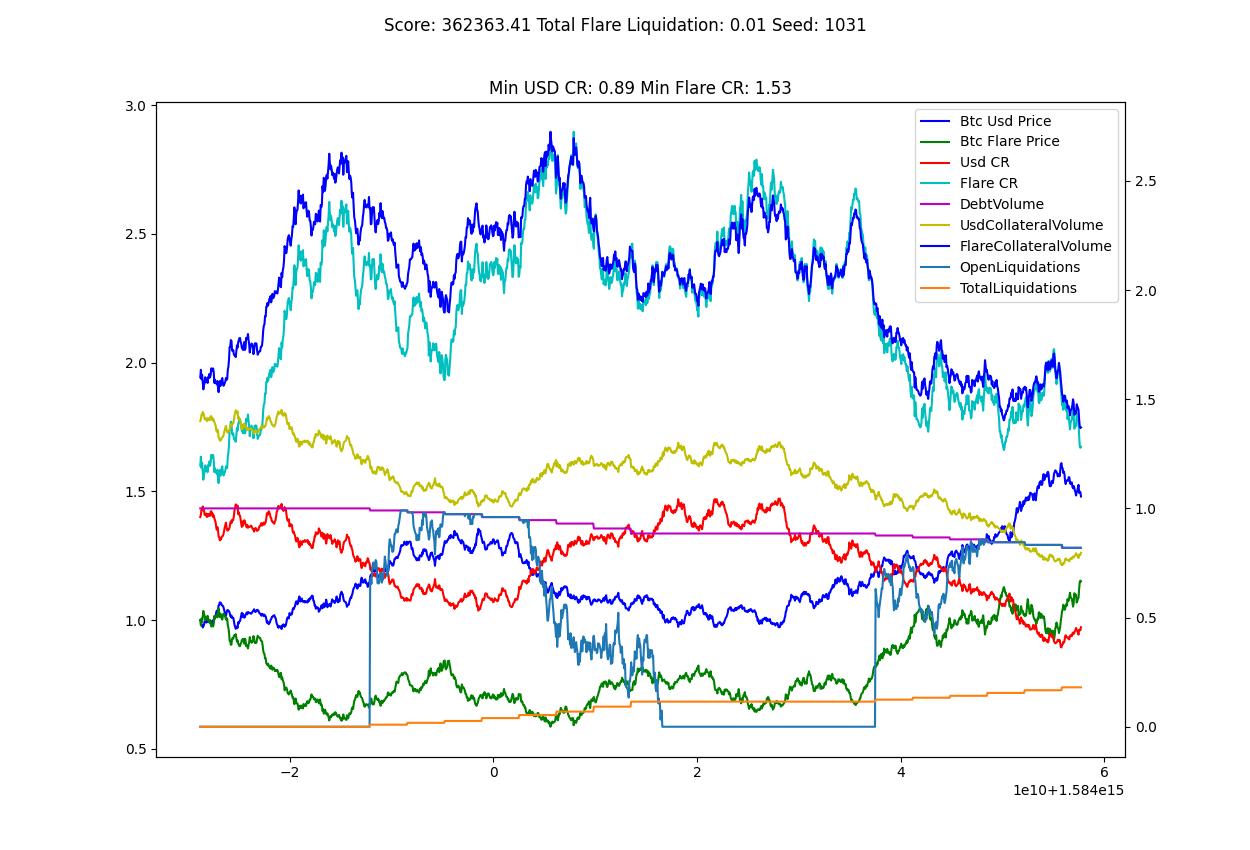 Score: 362363.41 Total Flare Liquidation: 0.01 Seed: 1031
Min USD CR: 0.89 Min Flare CR: 1.53
3.0
2.5
2.0
1.5
1.0
0.5
Btc Usd Price
Btc Flare Price
Usd CR
Flare CR
DebtVolume
UsdCollateralVolume
FlareCollateralVolume
OpenLiquidations
TotalLiquidations
2.5
2.0
1.5
1.0
0.5
0.0
−2 0 2 4 6
1e10+1.584e15